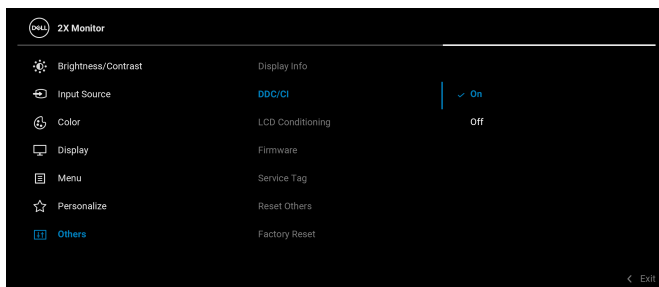 DELL 2X Monitor
Brightness/Contrast Display Info
Input Source DDC/CI On
Color LCD Conditioning Off
Display Firmware
Menu Service Tag
Personalize Reset Others
Others Factory Reset
Exit